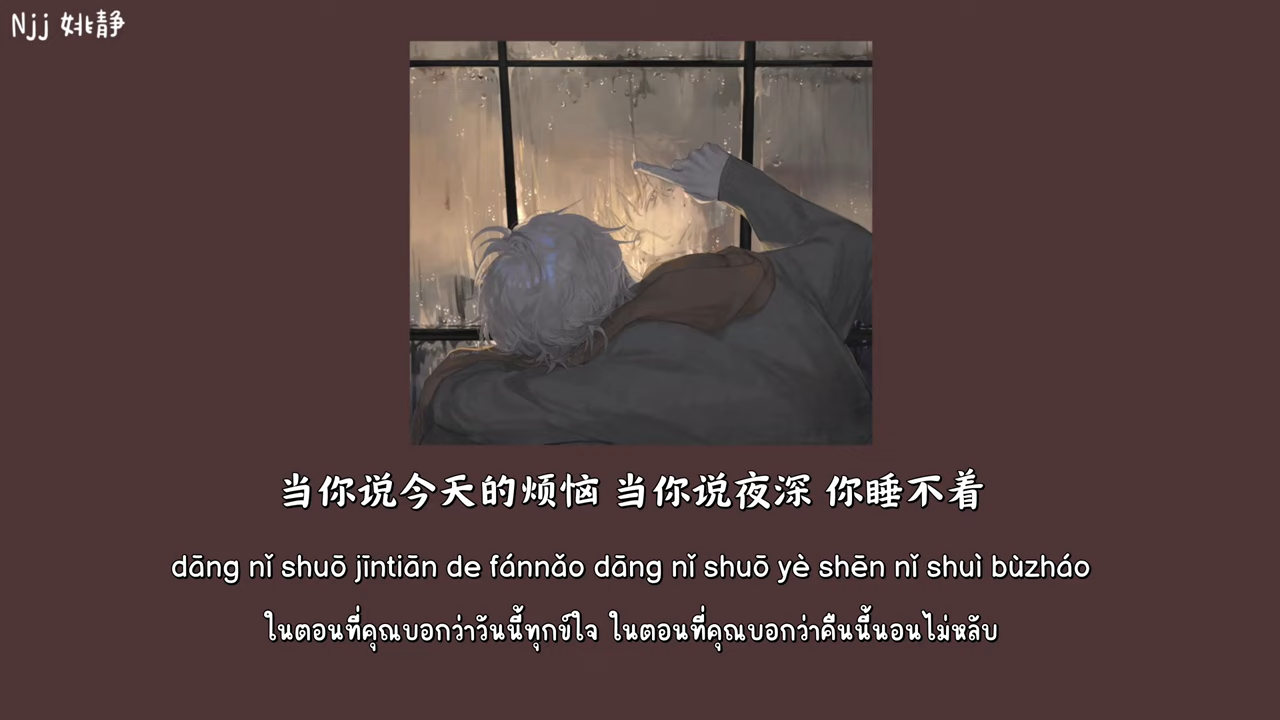 Njj 姚静
当你说今天的烦恼 当你说夜深 你睡不着
dāng nǐ shuō jīntiān de fánnǎo dāng nǐ shuō yè shēn nǐ shuì bùzháo
ในตอนที่คุณบอกว่าวันนี้ทุกข์ใจ ในตอนที่คุณบอกว่าคืนนี้นอนไม่หลับ